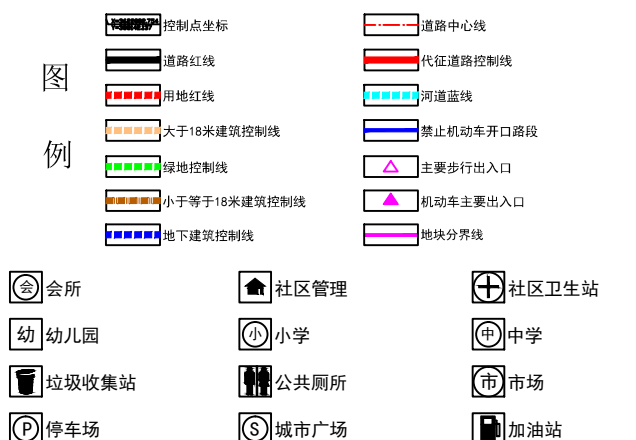 图例
控制点坐标 道路中心线
道路红线 代征道路控制线
用地红线 河道蓝线
大于18米建筑控制线 禁止机动车开口路段
绿地控制线 主要步行出入口
小于等于18米建筑控制线 机动车主要出入口
地下建筑控制线 地块分界线
会 会所 社区管理 社区卫生站
幼 幼儿园 小 小学 中 中学
垃圾收集站 公共厕所 市 市场
P 停车场 S 城市广场 加油站